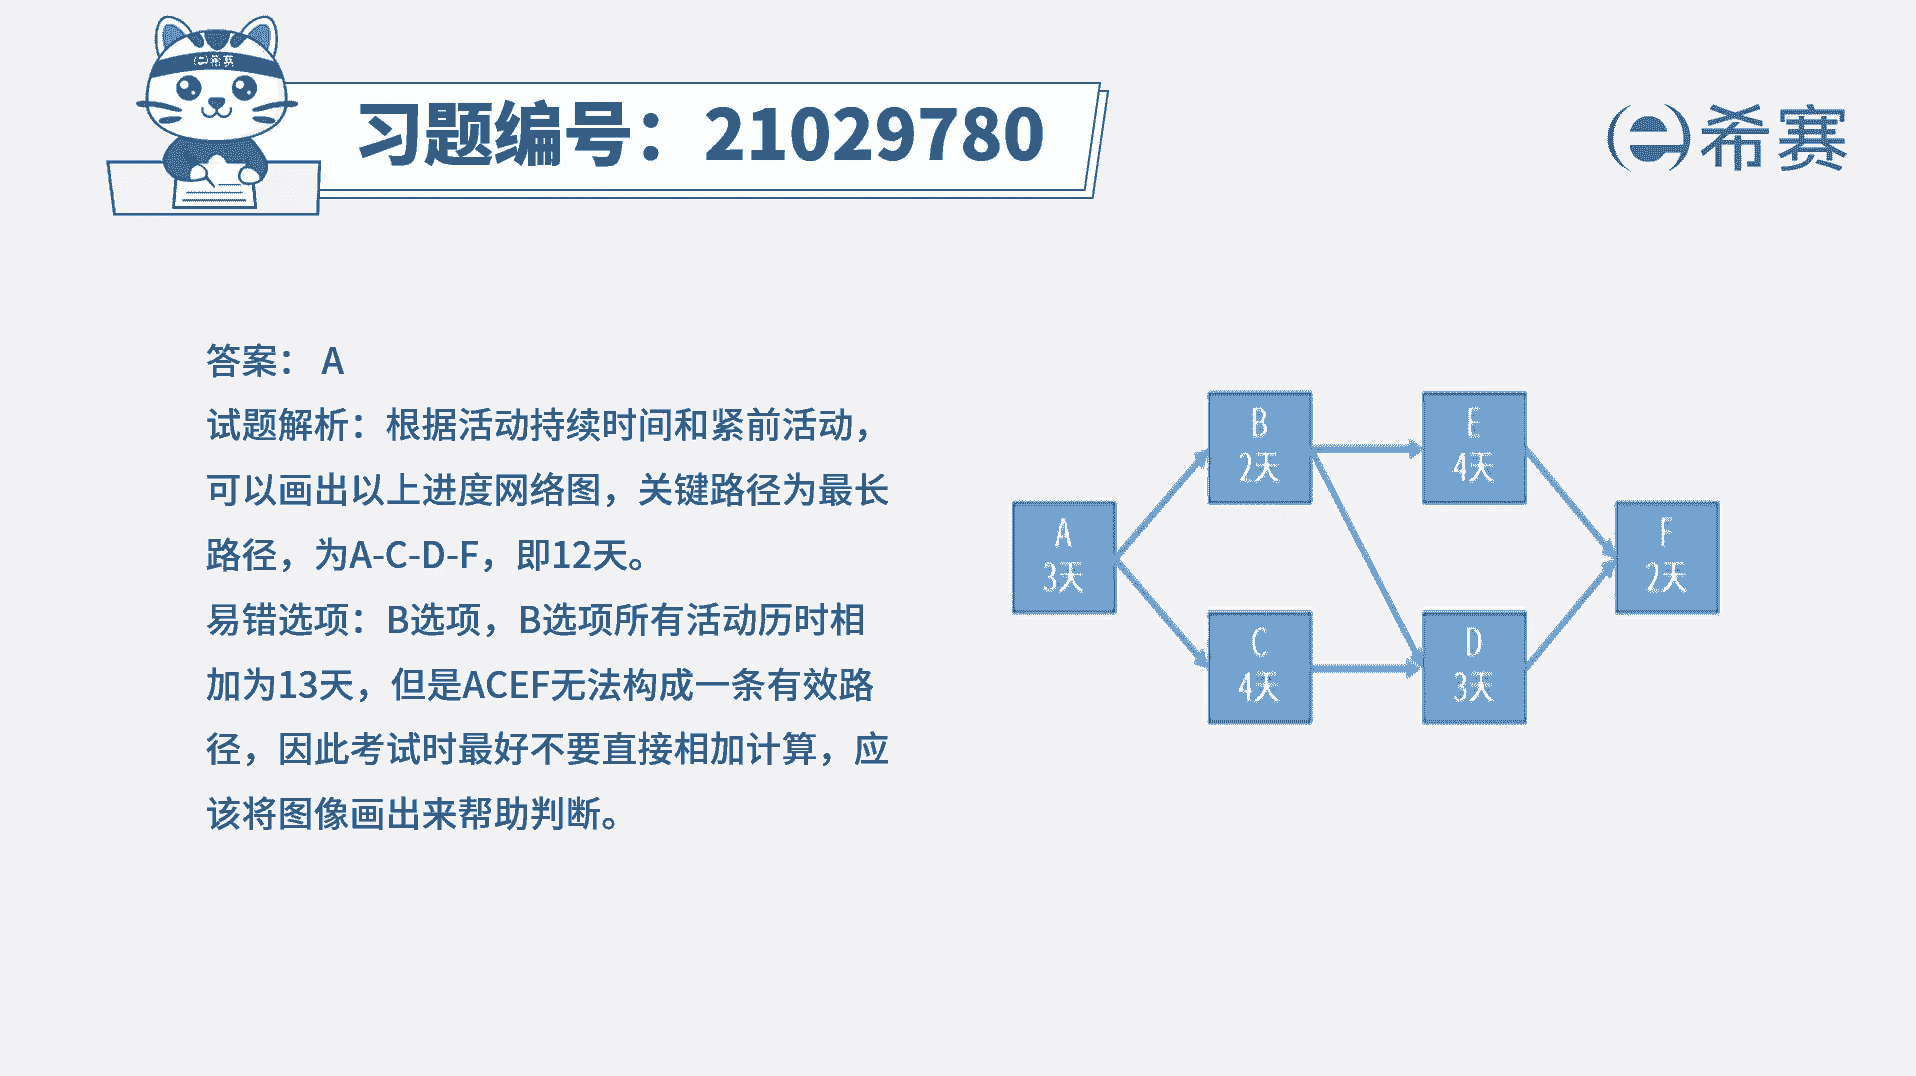 希赛
习题编号：21029780
希赛
答案： A
试题解析：根据活动持续时间和紧前活动，
可以画出以上进度网络图，关键路径为最长
路径，为A-C-D-F，即12天。
易错选项：B选项，B选项所有活动历时相
加为13天，但是ACEF无法构成一条有效路
径，因此考试时最好不要直接相加计算，应
该将图像画出来帮助判断。
A
3天
B
2天
C
4天
E
4天
D
3天
F
2天